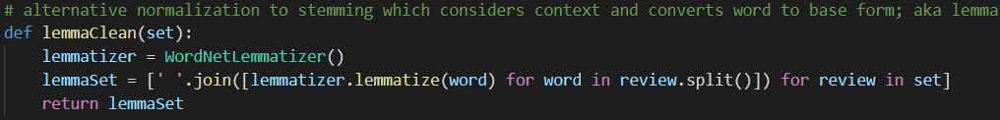 # alternative normalization to stemming which considers context and converts word to base form; aka lemma
def lemmaClean(set):
    lemmatizer = WordNetLemmatizer()
    lemmaSet = [' '.join([lemmatizer.lemmatize(word) for word in review.split()]) for review in set]
    return lemmaSet